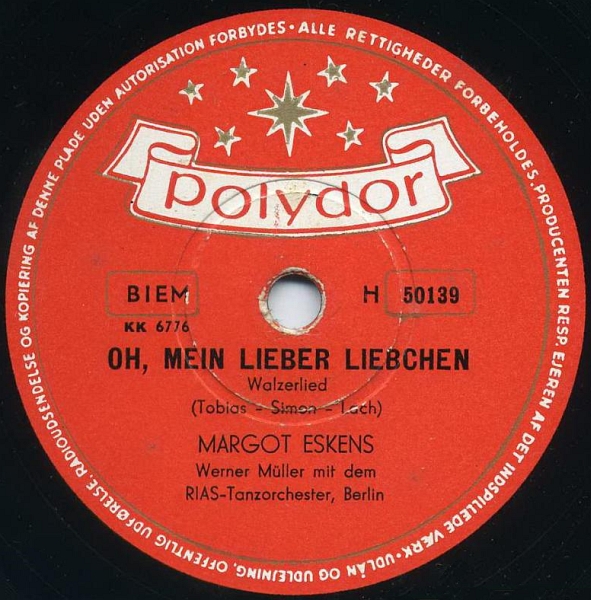 ALLE RETTIGHEDER FORBEHOLDES, PRODUCENTEN RESP. EJEREN AF DET INDSPILLEDE VÆRK • UDLÅN OG UDLEJNING, OFFENTLIG UDFØRELSE, RADIOUDSENDELSE OG KOPIERING AF DENNE PLADE UDEN AUTORISATION FORBYDES •
polydor
BIEM H 50139
KK 6776
OH, MEIN LIEBER LIEBCHEN
Walzerlied
(Tobias - Simon - Lach)
MARGOT ESKENS
Werner Müller mit dem
RIAS-Tanzorchester, Berlin